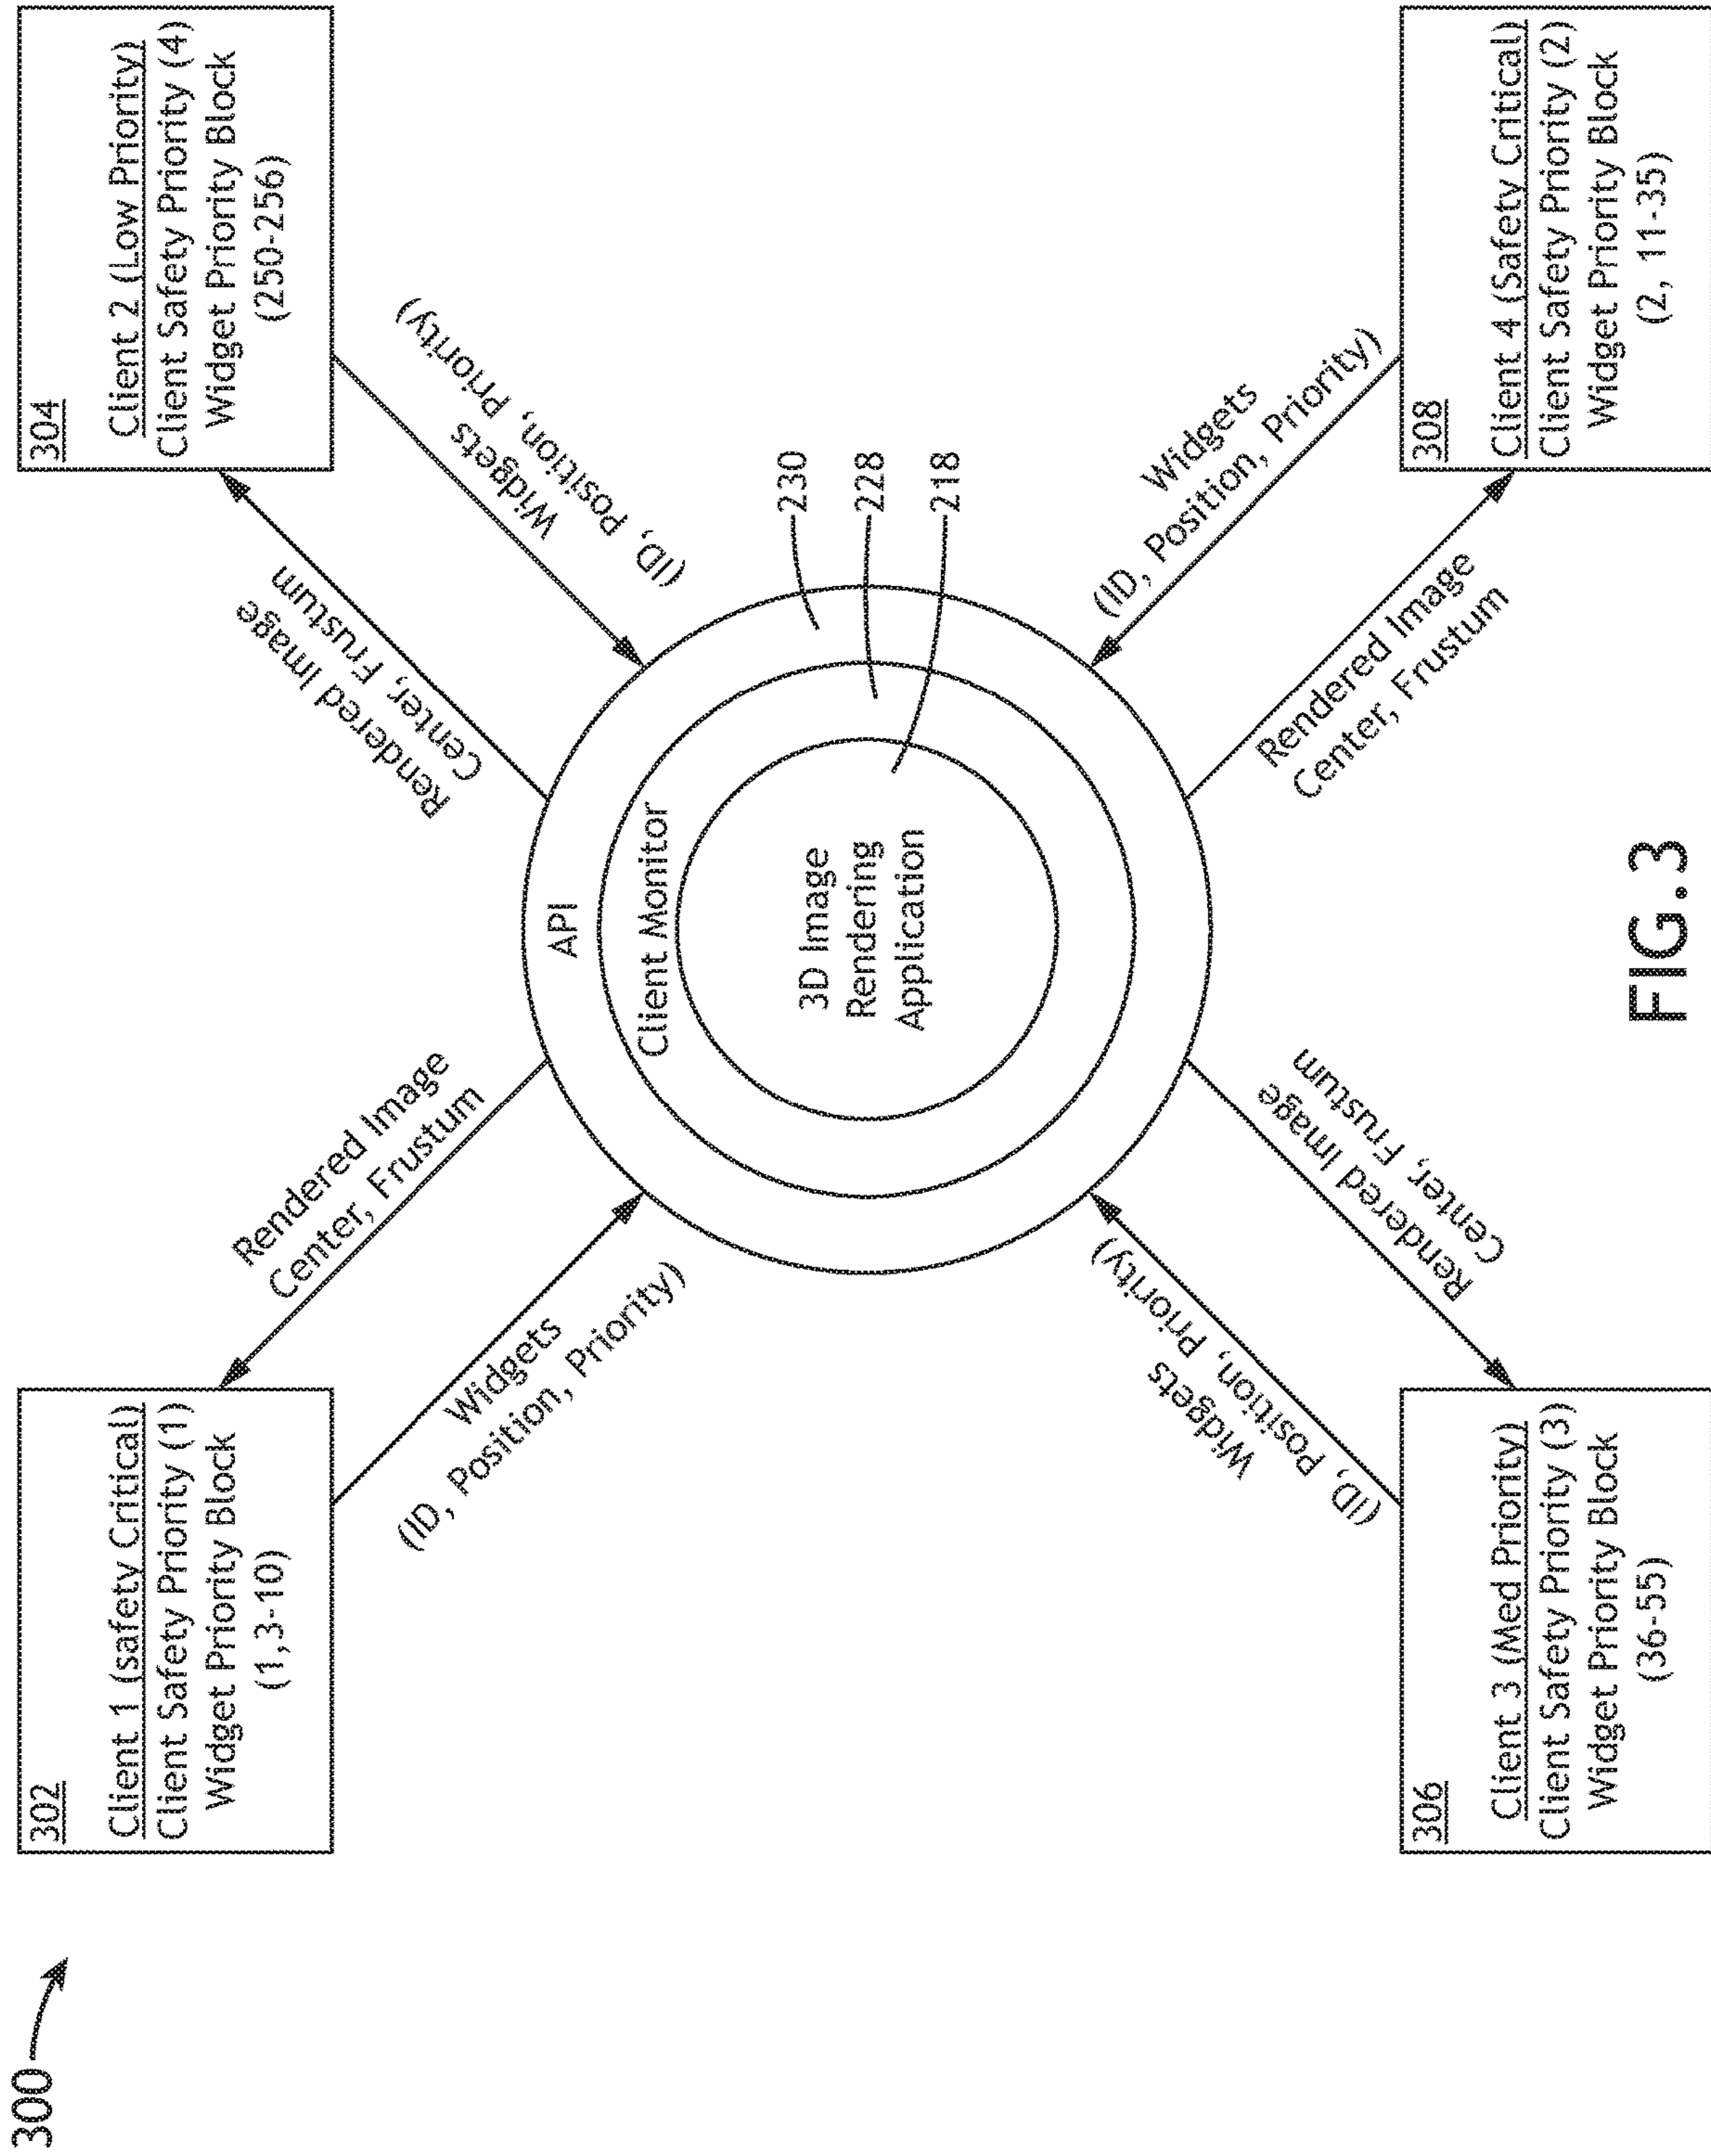 300
302
Client 1 (safety Critical)
Client Safety Priority (1)
Widget Priority Block
(1,3-10)
304
Client 2 (Low Priority)
Client Safety Priority (4)
Widget Priority Block
(250-256)
Rendered Image
Center, Frustum
Widgets
(ID, Position, Priority)
Rendered Image
Center, Frustum
Widgets
(ID, Position, Priority)
API
Client Monitor
3D Image
Rendering
Application
230
228
218
Widgets
(ID, Position, Priority)
Rendered Image
Center, Frustum
Widgets
(ID, Position, Priority)
Rendered Image
Center, Frustum
306
Client 3 (Med Priority)
Client Safety Priority (3)
Widget Priority Block
(36-55)
308
Client 4 (Safety Critical)
Client Safety Priority (2)
Widget Priority Block
(2, 11-35)
FIG.3